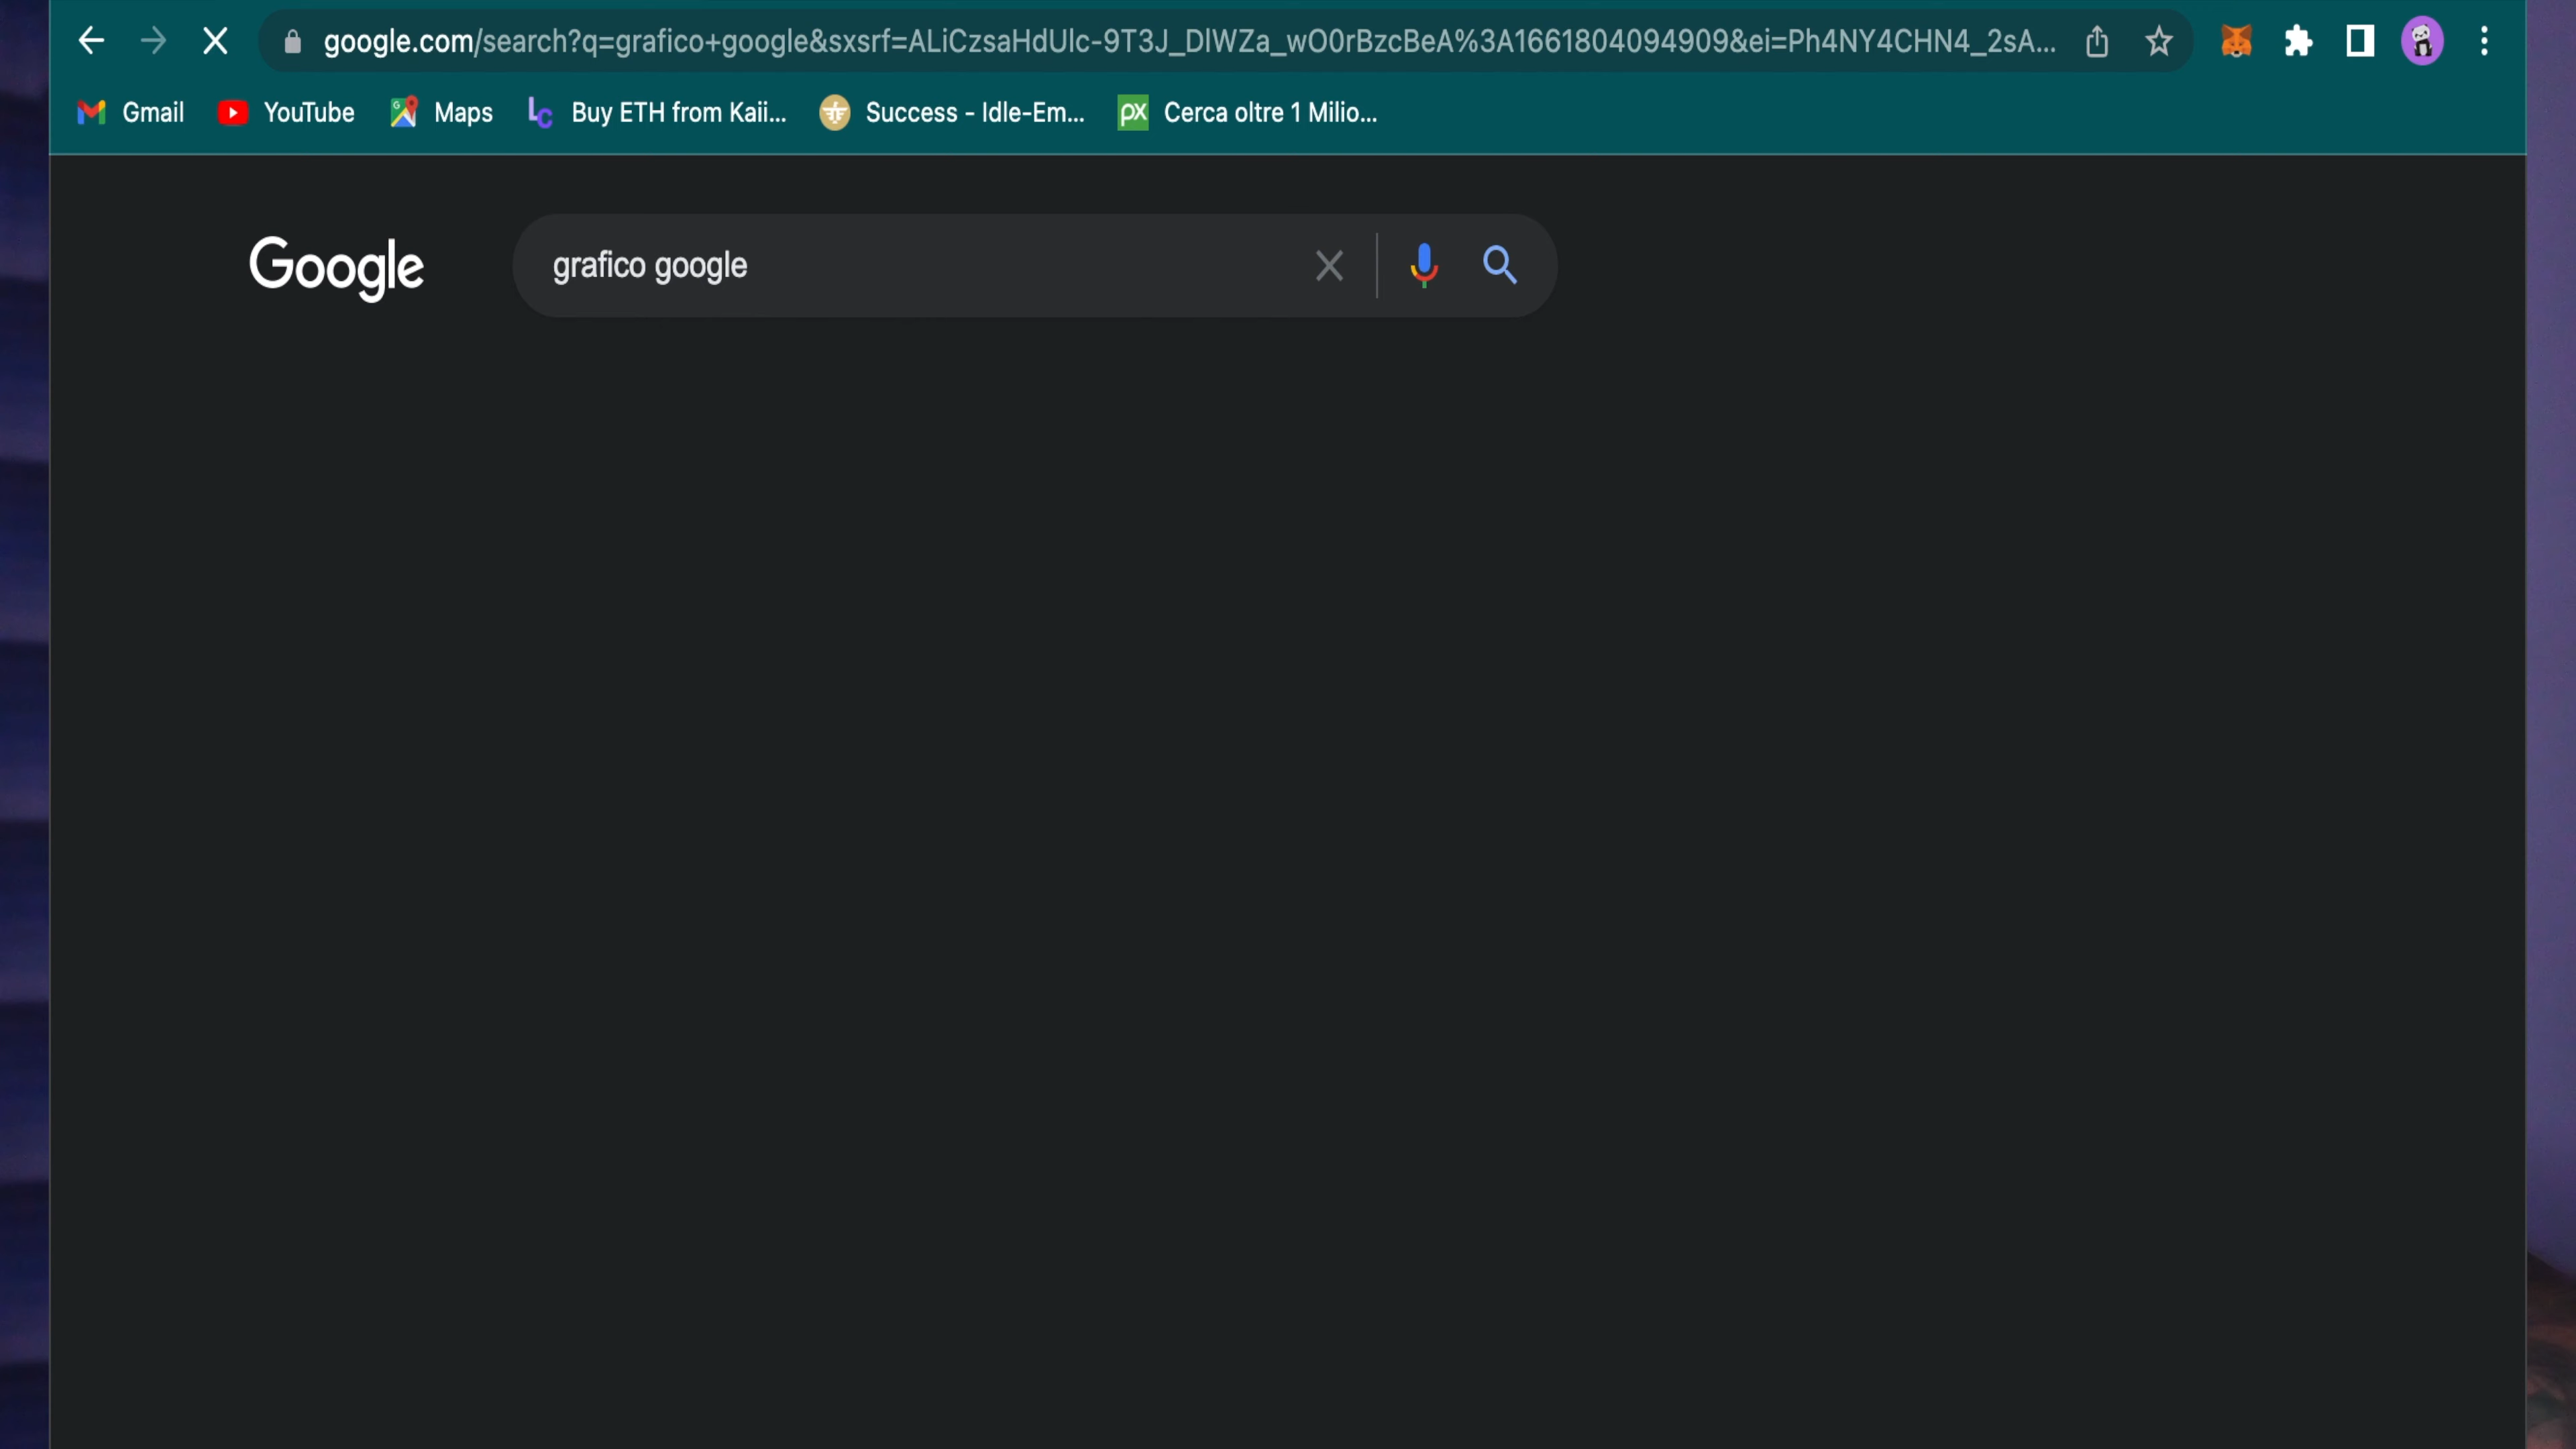 google.com/search?q=grafico+google&sxsrf=ALiCzsaHdUlc-9T3J_DlWZa_wO0rBzcBeA%3A1661804094909&ei=Ph4NY4CHN4_2sA...
Gmail YouTube Maps Buy ETH from Kaii... Success - Idle-Em... Cerca oltre 1 Milio...
Google grafico google